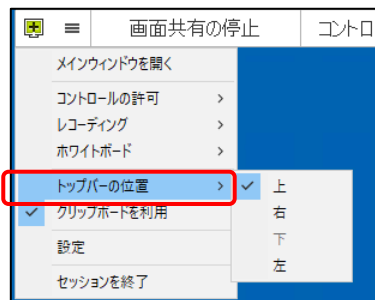 画面共有の停止
コントロ
メインウィンドウを開く
コントロールの許可
レコーディング
ホワイトボード
トップバーの位置
上
クリップボードを利用
右
下
設定
左
セッションを終了